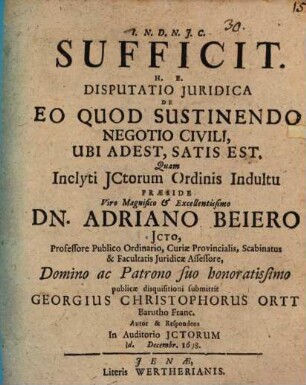 30.
15
I. N. D. N. J. C.
SUFFICIT.
H. E.
DISPUTATIO JURIDICA
DE
EO QUOD SUSTINENDO
NEGOTIO CIVILI,
UBI ADEST, SATIS EST,
Quam
Inclyti JCtorum Ordinis Indultu
PRÆSIDE
Viro Magnifico & Excellentissimo
DN. ADRIANO BEIERO
JCTO,
Professore Publico Ordinario, Curiæ Provincialis, Scabinatus
& Facultatis Juridicæ Assessore,
Domino ac Patrono suo honoratissimo
publicæ disquisitioni submittit
GEORGIUS CHRISTOPHORUS ORTT
Barutho Franc.
Autor & Respondens
In Auditorio JCTORUM
Decembr. 1698.
JENÆ,
Literis WERTHERIANIS.